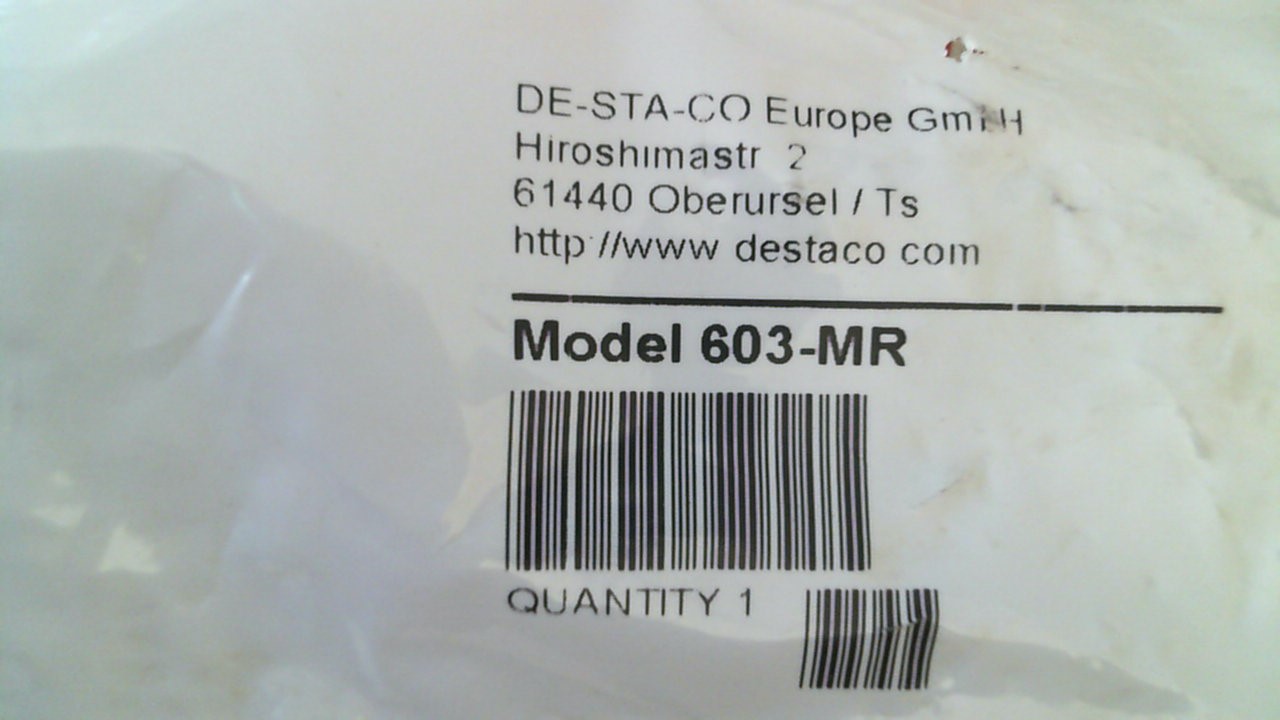 DE-STA-CO Europe GmbH
Hiroshimastr 2
61440 Oberursel / Ts
http://www destaco com
Model 603-MR
QUANTITY 1